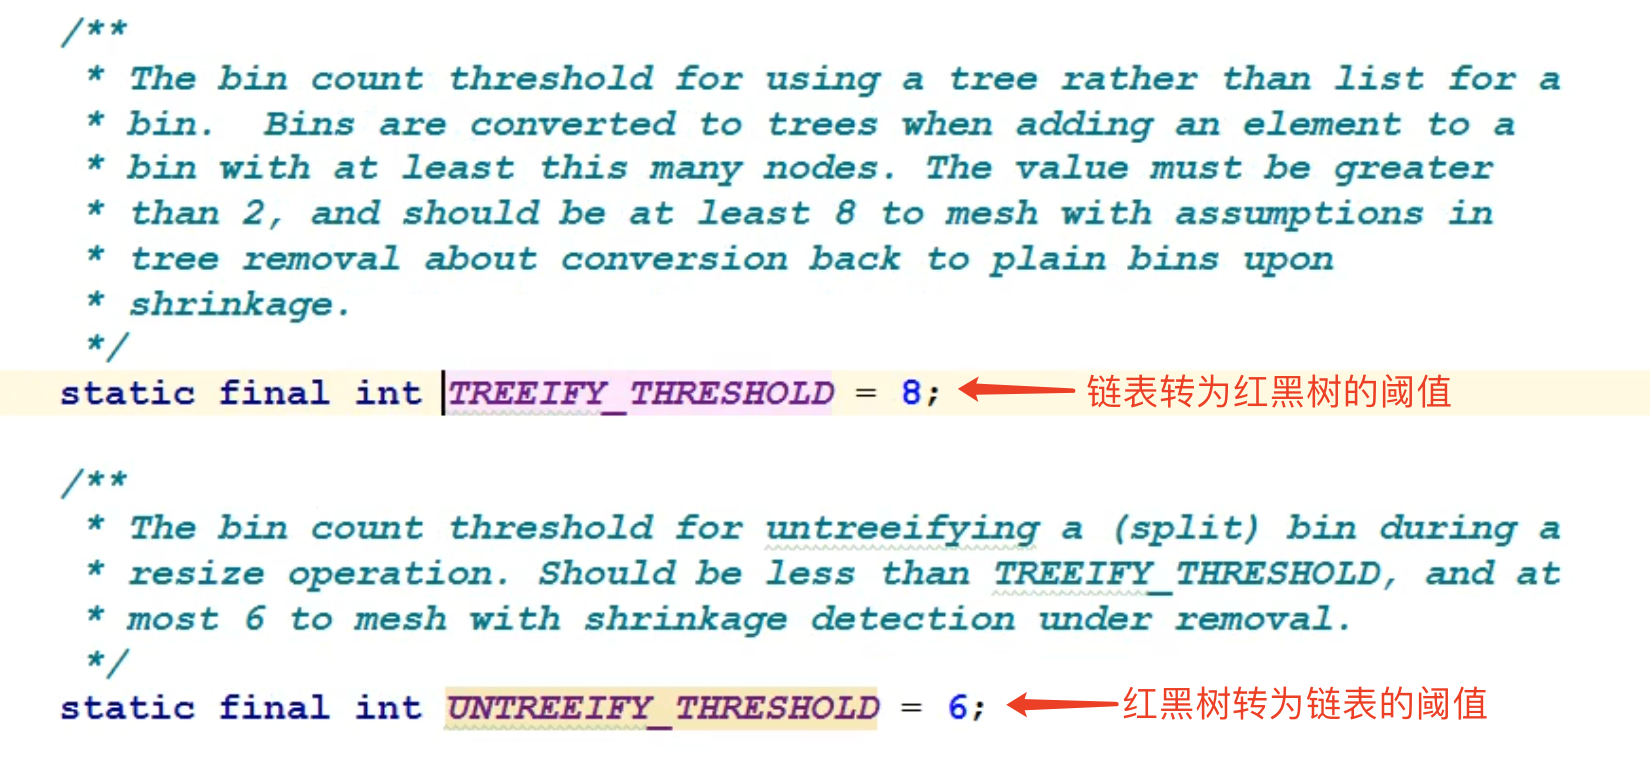 /**
* The bin count threshold for using a tree rather than list for a
* bin.  Bins are converted to trees when adding an element to a
* bin with at least this many nodes. The value must be greater
* than 2, and should be at least 8 to mesh with assumptions in
* tree removal about conversion back to plain bins upon
* shrinkage.
*/
static final int TREEIFY_THRESHOLD = 8; 链表转为红黑树的阈值
/**
* The bin count threshold for untreeifying a (split) bin during a
* resize operation. Should be less than TREEIFY_THRESHOLD, and at
* most 6 to mesh with shrinkage detection under removal.
*/
static final int UNTREEIFY_THRESHOLD = 6; 红黑树转为链表的阈值